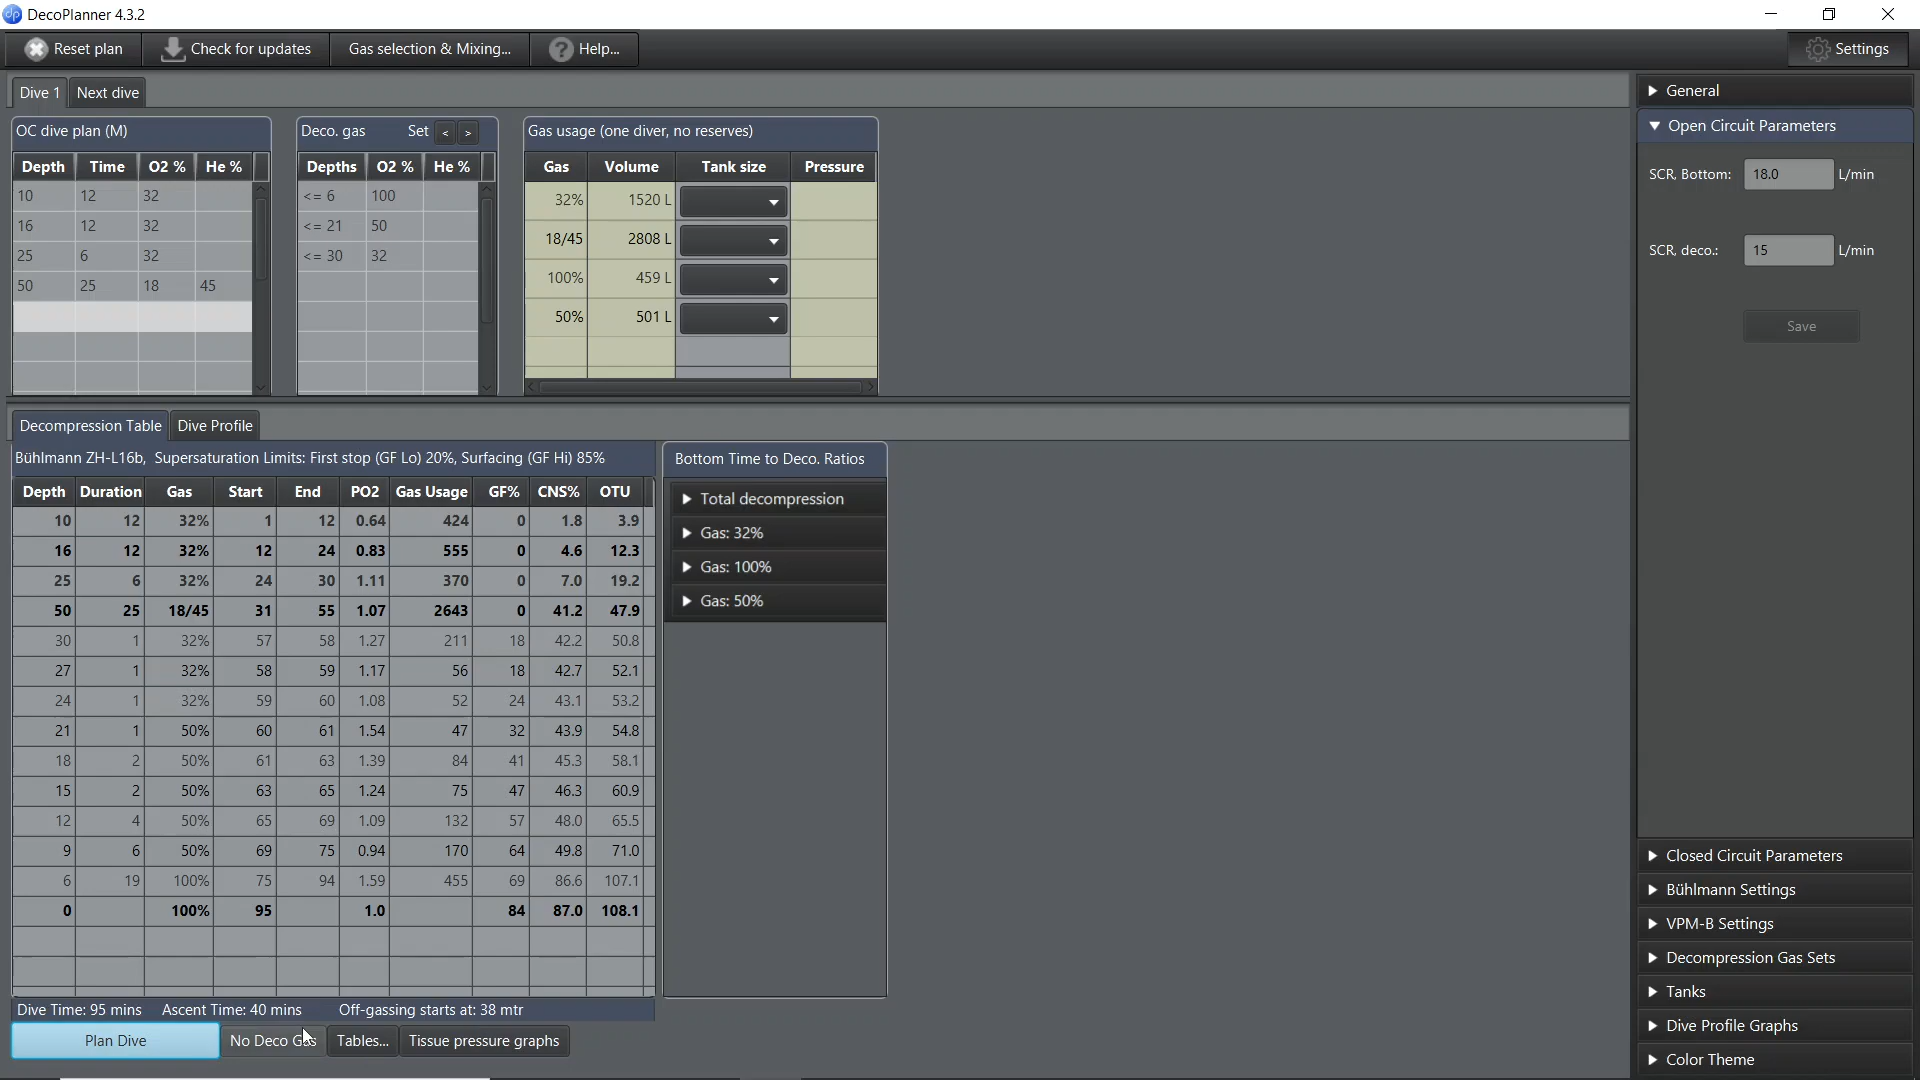 DecoPlanner 4.3.2
Reset plan Check for updates Gas selection & Mixing... Help... Settings
Dive 1 Next dive
OC dive plan (M)
Depth Time O2 % He %
10 12 32
16 12 32
25 6 32
50 25 18 45
Deco. gas Set < >
Depths O2 % He %
<= 6 100
<= 21 50
<= 30 32
Gas usage (one diver, no reserves)
Gas Volume Tank size Pressure
32% 1520 L
18/45 2808 L
100% 459 L
50% 501 L
Decompression Table Dive Profile
Bühlmann ZH-L16b, Supersaturation Limits: First stop (GF Lo) 20%, Surfacing (GF Hi) 85%
Depth Duration Gas Start End PO2 Gas Usage GF% CNS% OTU
10 12 32% 1 12 0.64 424 0 1.8 3.9
16 12 32% 12 24 0.83 555 0 4.6 12.3
25 6 32% 24 30 1.11 370 0 7.0 19.2
50 25 18/45 31 55 1.07 2643 0 41.2 47.9
30 1 32% 57 58 1.27 211 18 42.2 50.8
27 1 32% 58 59 1.17 56 18 42.7 52.1
24 1 32% 59 60 1.08 52 24 43.1 53.2
21 1 50% 60 61 1.54 47 32 43.9 54.8
18 2 50% 61 63 1.39 84 41 45.3 58.1
15 2 50% 63 65 1.24 75 47 46.3 60.9
12 4 50% 65 69 1.09 132 57 48.0 65.5
9 6 50% 69 75 0.94 170 64 49.8 71.0
6 19 100% 75 94 1.59 455 69 86.6 107.1
0 100% 95 1.0 84 87.0 108.1
Dive Time: 95 mins Ascent Time: 40 mins Off-gassing starts at: 38 mtr
Plan Dive No Deco Gas Tables... Tissue pressure graphs
Bottom Time to Deco. Ratios
Total decompression
Gas: 32%
Gas: 100%
Gas: 50%
General
Open Circuit Parameters
SCR, Bottom: 18.0 L/min
SCR, deco.: 15 L/min
Save
Closed Circuit Parameters
Bühlmann Settings
VPM-B Settings
Decompression Gas Sets
Tanks
Dive Profile Graphs
Color Theme